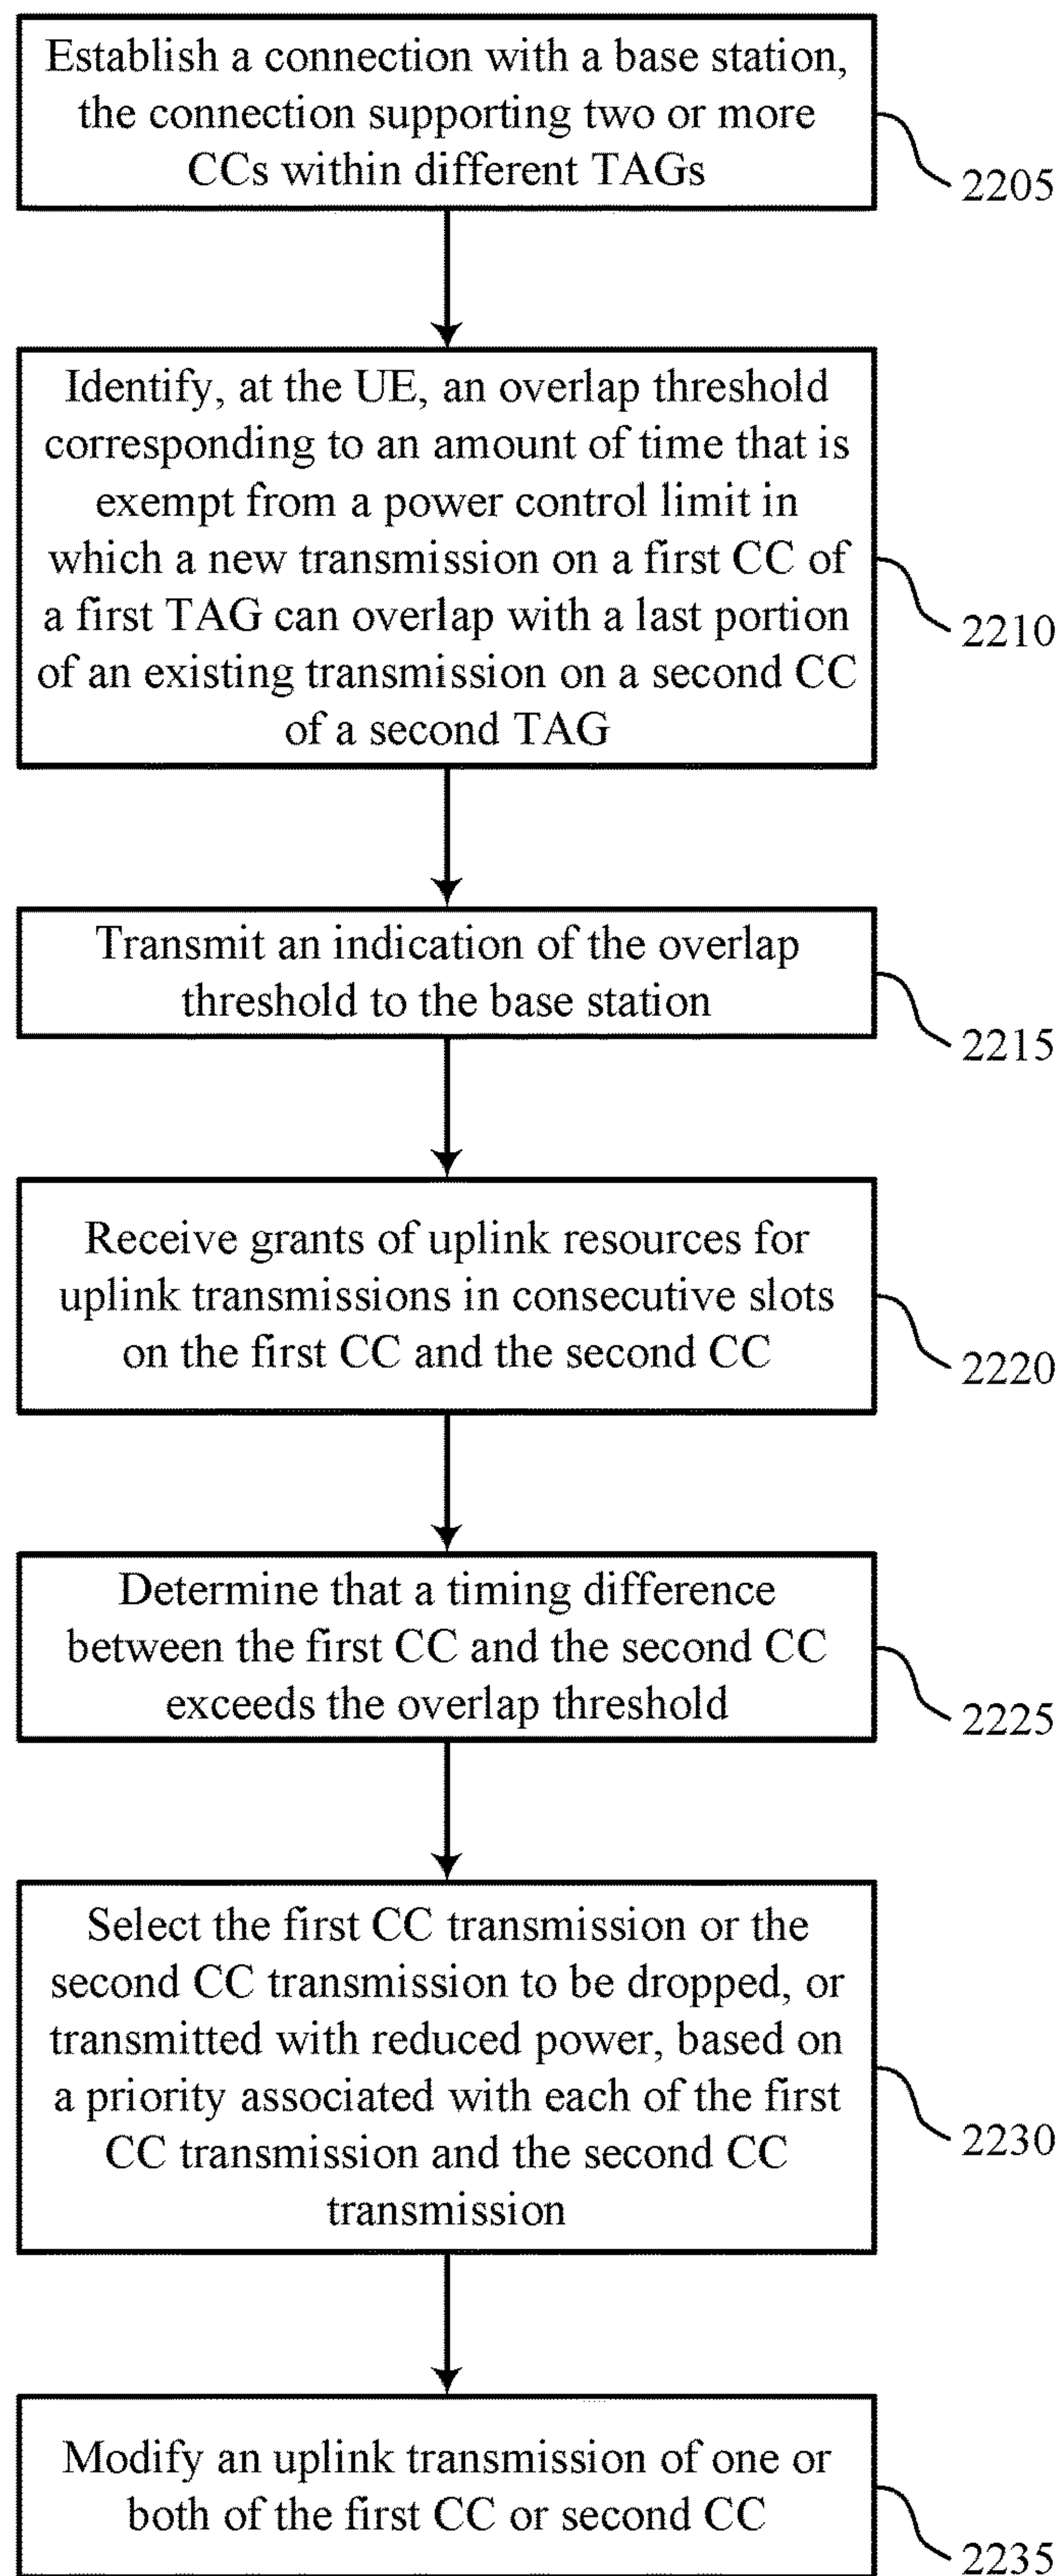 Establish a connection with a base station,
the connection supporting two or more
CCs within different TAGs
2205
Identify, at the UE, an overlap threshold
corresponding to an amount of time that is
exempt from a power control limit in
which a new transmission on a first CC of
a first TAG can overlap with a last portion
of an existing transmission on a second CC
of a second TAG
2210
Transmit an indication of the overlap
threshold to the base station
2215
Receive grants of uplink resources for
uplink transmissions in consecutive slots
on the first CC and the second CC
2220
Determine that a timing difference
between the first CC and the second CC
exceeds the overlap threshold
2225
Select the first CC transmission or the
second CC transmission to be dropped, or
transmitted with reduced power, based on
a priority associated with each of the first
CC transmission and the second CC
transmission
2230
Modify an uplink transmission of one or
both of the first CC or second CC
2235